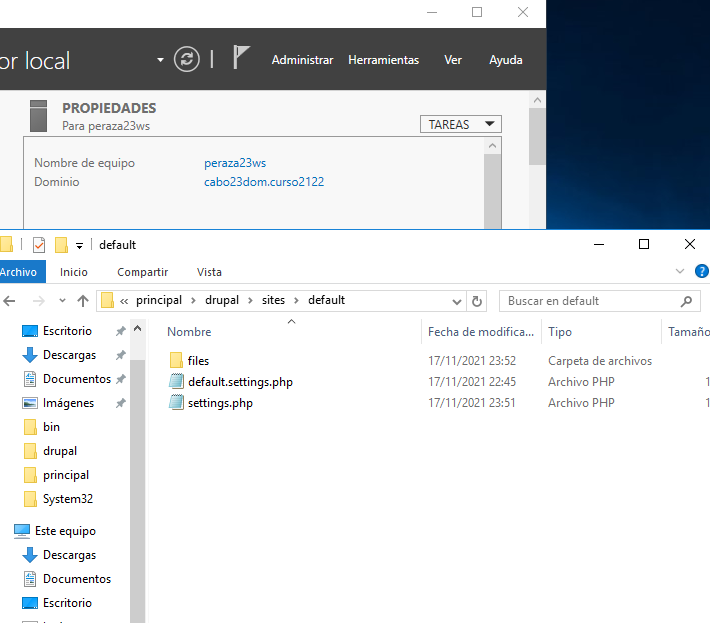 or local
Administrar Herramientas Ver Ayuda
PROPIEDADES
Para peraza23ws
TAREAS
Nombre de equipo peraza23ws
Dominio cabo23dom.curso2122
default
Archivo Inicio Compartir Vista
« principal > drupal > sites > default
Buscar en default
Escritorio
Descargas
Documentos
Imágenes
bin
drupal
principal
System32
Este equipo
Descargas
Documentos
Escritorio
Nombre Fecha de modifica... Tipo Tamaño
files 17/11/2021 23:52 Carpeta de archivos
default.settings.php 17/11/2021 22:45 Archivo PHP 1
settings.php 17/11/2021 23:51 Archivo PHP 1